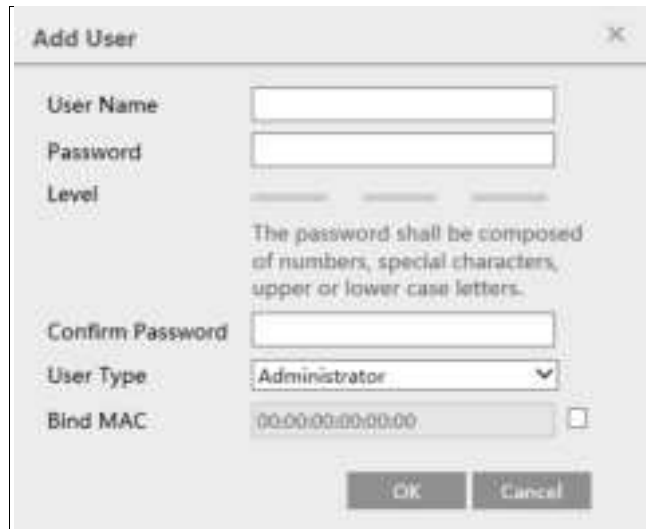 Add User
User Name
Password
Level
The password shall be composed
of numbers, special characters,
upper or lower case letters.
Confirm Password
User Type Administrator
Bind MAC 00:00:00:00:00:00
OK Cancel